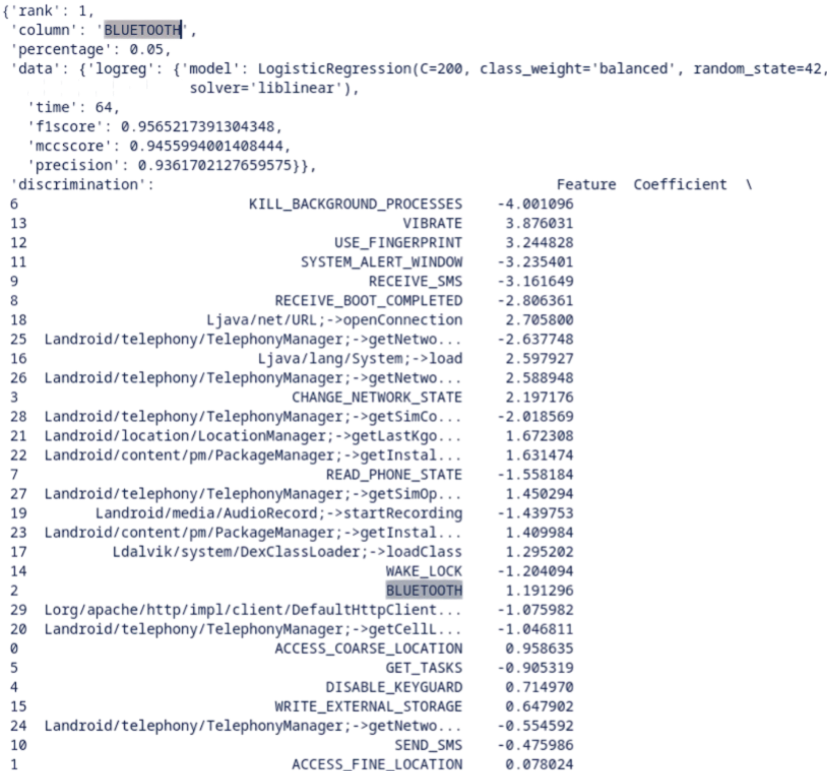 {'rank': 1,
'column': 'BLUETOOTH',
'percentage': 0.05,
'data': {'logreg': {'model': LogisticRegression(C=200, class_weight='balanced', random_state=42,
solver='liblinear'),
'time': 64,
'f1score': 0.9565217391304348,
'mccscore': 0.9455994001408444,
'precision': 0.9361702127659575}},
'discrimination': Feature Coefficient \
6 KILL_BACKGROUND_PROCESSES -4.001096
13 VIBRATE 3.876031
12 USE_FINGERPRINT 3.244828
11 SYSTEM_ALERT_WINDOW -3.235401
9 RECEIVE_SMS -3.161649
8 RECEIVE_BOOT_COMPLETED -2.806361
18 Ljava/net/URL;->openConnection 2.705800
25 Landroid/telephony/TelephonyManager;->getNetwo... -2.637748
16 Ljava/lang/System;->load 2.597927
26 Landroid/telephony/TelephonyManager;->getNetwo... 2.588948
3 CHANGE_NETWORK_STATE 2.197176
28 Landroid/telephony/TelephonyManager;->getSimCo... -2.018569
21 Landroid/location/LocationManager;->getLastKgo... 1.672308
22 Landroid/content/pm/PackageManager;->getInstal... 1.631474
7 READ_PHONE_STATE -1.558184
27 Landroid/telephony/TelephonyManager;->getSimOp... 1.450294
19 Landroid/media/AudioRecord;->startRecording -1.439753
23 Landroid/content/pm/PackageManager;->getInstal... 1.409984
17 Ldalvik/system/DexClassLoader;->loadClass 1.295202
14 WAKE_LOCK -1.204094
2 BLUETOOTH 1.191296
29 Lorg/apache/http/impl/client/DefaultHttpClient... -1.075982
20 Landroid/telephony/TelephonyManager;->getCellL... -1.046811
0 ACCESS_COARSE_LOCATION 0.958635
5 GET_TASKS -0.905319
4 DISABLE_KEYGUARD 0.714970
15 WRITE_EXTERNAL_STORAGE 0.647902
24 Landroid/telephony/TelephonyManager;->getNetwo... -0.554592
10 SEND_SMS -0.475986
1 ACCESS_FINE_LOCATION 0.078024